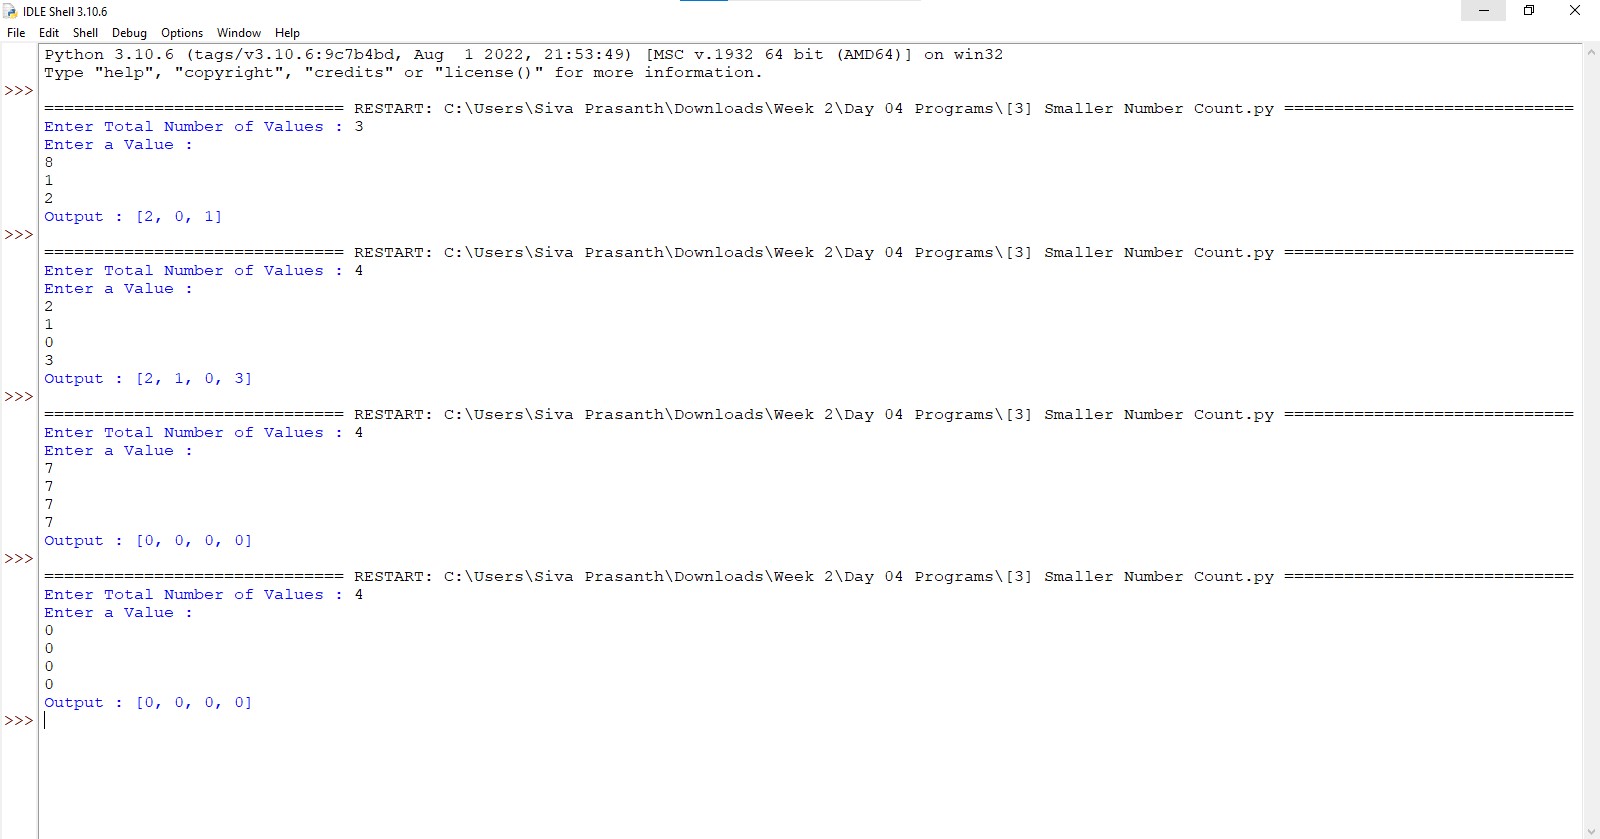 IDLE Shell 3.10.6
File Edit Shell Debug Options Window Help
Python 3.10.6 (tags/v3.10.6:9c7b4bd, Aug  1 2022, 21:53:49) [MSC v.1932 64 bit (AMD64)] on win32
Type "help", "copyright", "credits" or "license()" for more information.
>>>
============================== RESTART: C:\Users\Siva Prasanth\Downloads\Week 2\Day 04 Programs\[3] Smaller Number Count.py =============================
Enter Total Number of Values : 3
Enter a Value :
8
1
2
Output : [2, 0, 1]
>>>
============================== RESTART: C:\Users\Siva Prasanth\Downloads\Week 2\Day 04 Programs\[3] Smaller Number Count.py =============================
Enter Total Number of Values : 4
Enter a Value :
2
1
0
3
Output : [2, 1, 0, 3]
>>>
============================== RESTART: C:\Users\Siva Prasanth\Downloads\Week 2\Day 04 Programs\[3] Smaller Number Count.py =============================
Enter Total Number of Values : 4
Enter a Value :
7
7
7
7
Output : [0, 0, 0, 0]
>>>
============================== RESTART: C:\Users\Siva Prasanth\Downloads\Week 2\Day 04 Programs\[3] Smaller Number Count.py =============================
Enter Total Number of Values : 4
Enter a Value :
0
0
0
0
Output : [0, 0, 0, 0]
>>>